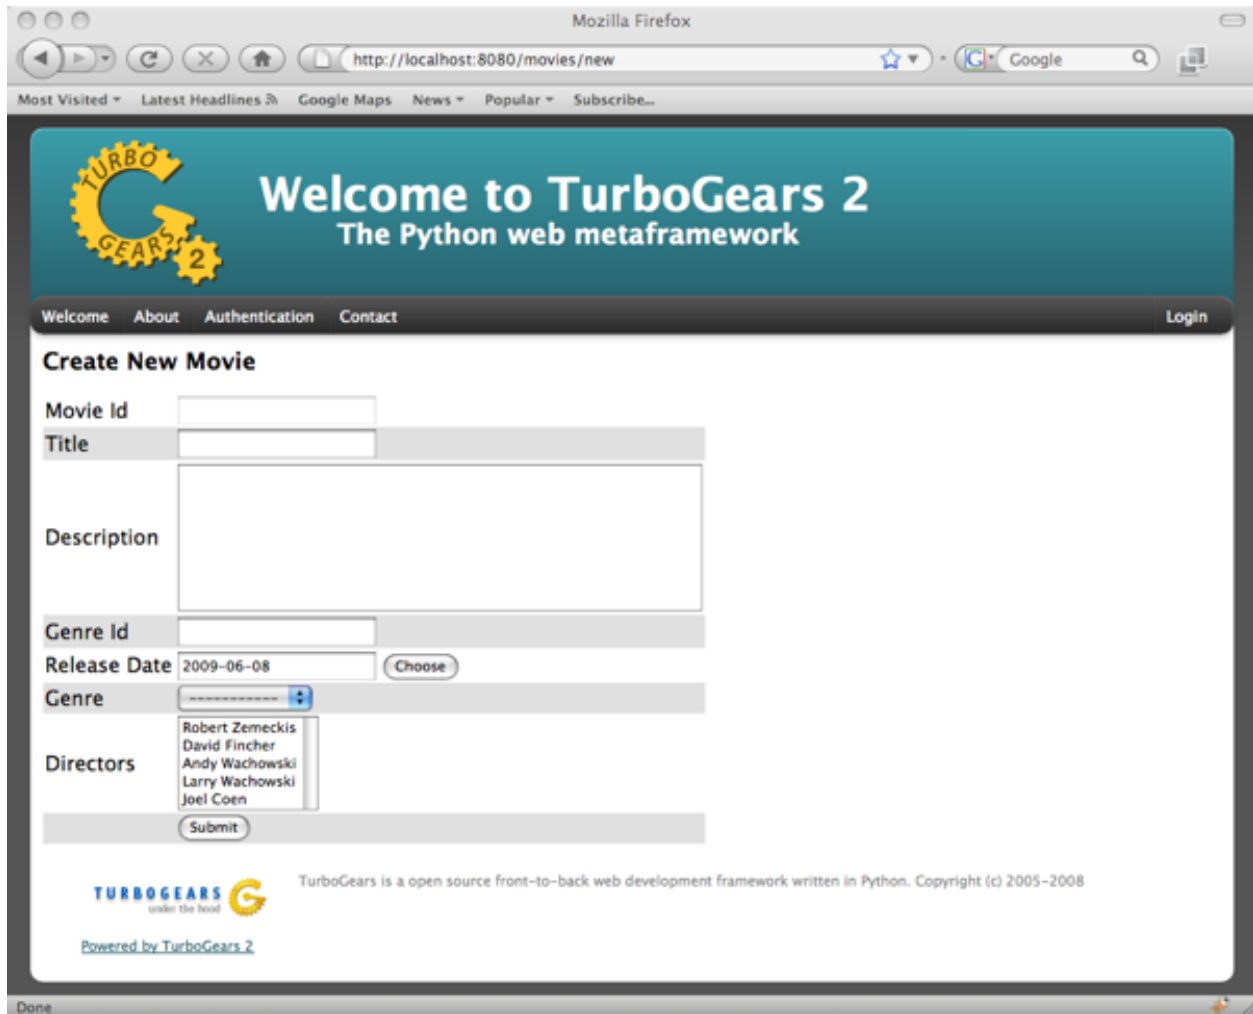 Mozilla Firefox
http://localhost:8080/movies/new
Google
Most Visited Latest Headlines Google Maps News Popular Subscribe...
TURBO
GEARS
2
Welcome to TurboGears 2
The Python web metaframework
Welcome About Authentication Contact Login
Create New Movie
Movie Id
Title
Description
Genre Id
Release Date 2009-06-08 Choose
Genre -----------
Directors
Robert Zemeckis
David Fincher
Andy Wachowski
Larry Wachowski
Joel Coen
Submit
TURBOGEARS
under the hood
TurboGears is a open source front-to-back web development framework written in Python. Copyright (c) 2005-2008
Powered by TurboGears 2
Done